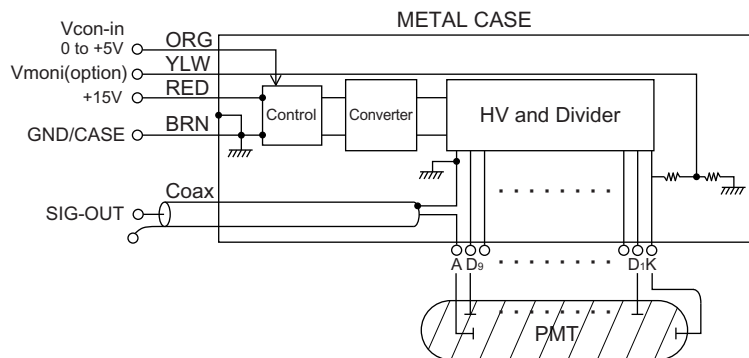 METAL CASE
Vcon-in
0 to +5V
ORG
Vmoni(option)
YLW
+15V
RED
GND/CASE
BRN
Control
Converter
HV and Divider
Coax
SIG-OUT
A D₉ D₁ K
PMT